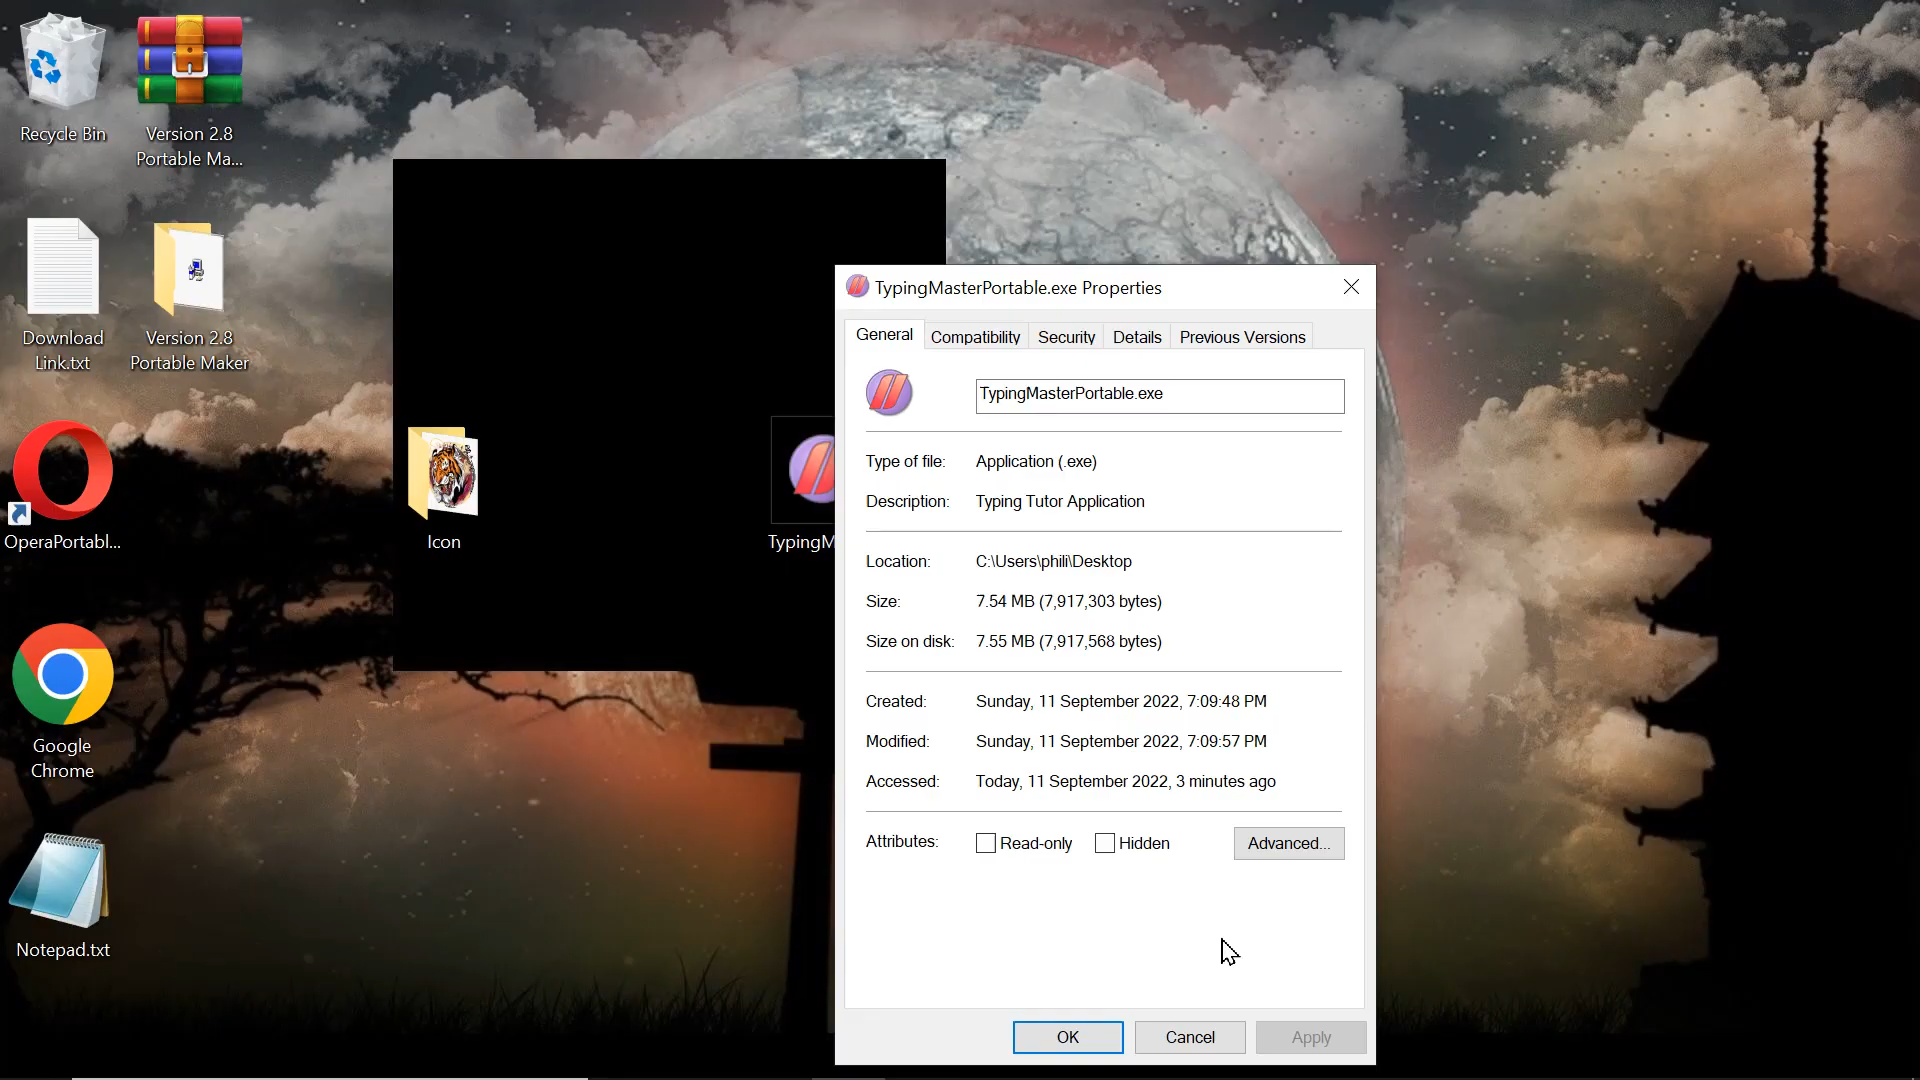 Recycle Bin
Version 2.8
Portable Ma...
Download
Link.txt
Version 2.8
Portable Maker
OperaPortabl...
Google
Chrome
Notepad.txt
Icon
TypingM
TypingMasterPortable.exe Properties
General
Compatibility
Security
Details
Previous Versions
TypingMasterPortable.exe
Type of file: Application (.exe)
Description: Typing Tutor Application
Location: C:\Users\phili\Desktop
Size: 7.54 MB (7,917,303 bytes)
Size on disk: 7.55 MB (7,917,568 bytes)
Created: Sunday, 11 September 2022, 7:09:48 PM
Modified: Sunday, 11 September 2022, 7:09:57 PM
Accessed: Today, 11 September 2022, 3 minutes ago
Attributes: Read-only Hidden Advanced...
OK Cancel Apply